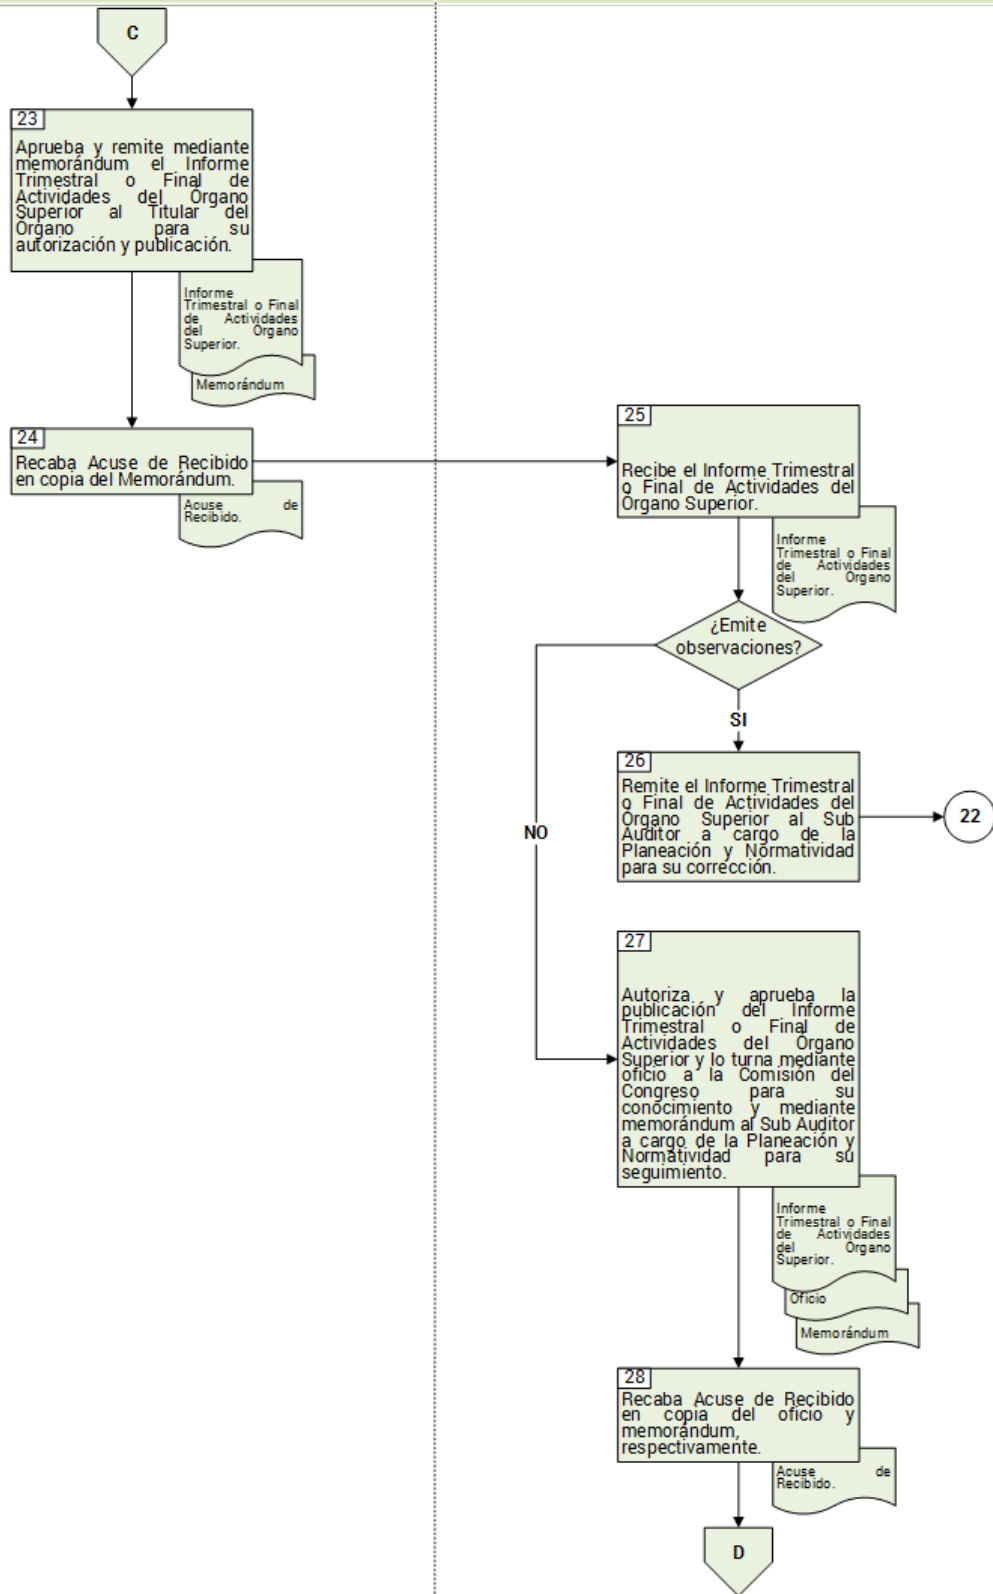 C
23
Aprueba y remite mediante
memorándum el Informe
Trimestral o Final de
Actividades del Órgano
Superior al Titular del
Órgano para su
autorización y publicación.
Informe
Trimestral o Final
de Actividades
del Órgano
Superior.
Memorándum
24
Recaba Acuse de Recibido
en copia del Memorándum.
Acuse de
Recibido.
25
Recibe el Informe Trimestral
o Final de Actividades del
Órgano Superior.
Informe
Trimestral o Final
de Actividades
del Órgano
Superior.
¿Emite
observaciones?
SI
NO
26
Remite el Informe Trimestral
o Final de Actividades del
Órgano Superior al Sub
Auditor a cargo de la
Planeación y Normatividad
para su corrección.
22
27
Autoriza y aprueba la
publicación del Informe
Trimestral o Final de
Actividades del Órgano
Superior y lo turna mediante
oficio a la Comisión del
Congreso para su
conocimiento y mediante
memorándum al Sub Auditor
a cargo de la Planeación y
Normatividad para su
seguimiento.
Informe
Trimestral o Final
de Actividades
del Órgano
Superior.
Oficio
Memorándum
28
Recaba Acuse de Recibido
en copia del oficio y
memorándum,
respectivamente.
Acuse de
Recibido.
D